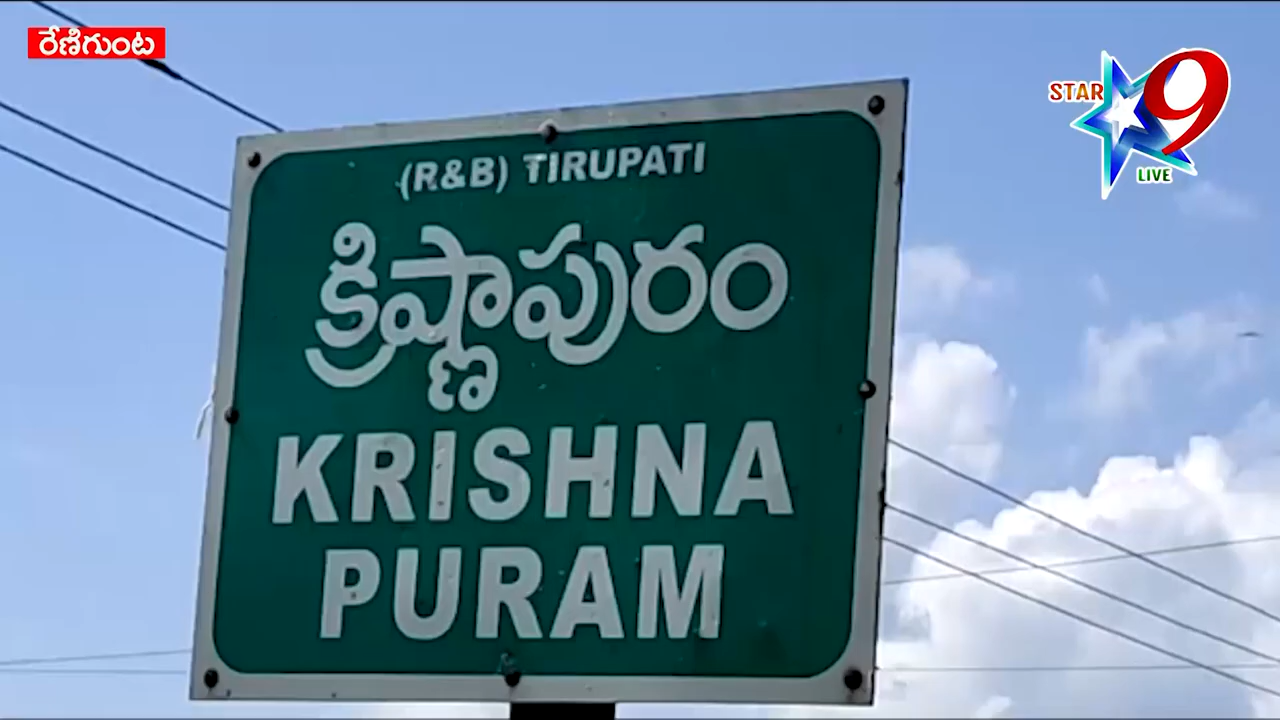 రేణిగుంట
STAR 9
LIVE
(R&B) TIRUPATI
క్రిష్ణాపురం
KRISHNA
PURAM